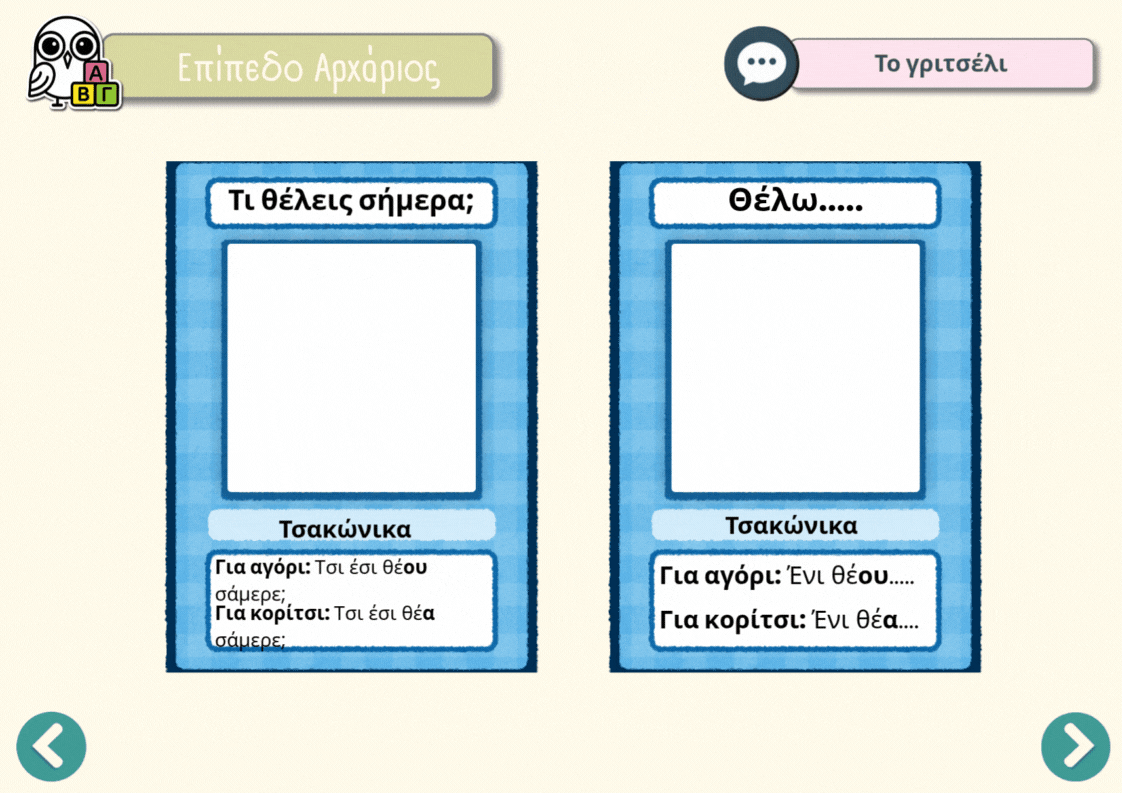 Επίπεδο Αρχάριος
Α
Β Γ
Το γριτσέλι
Τι θέλεις σήμερα;
Τσακώνικα
Για αγόρι: Τσι έσι θέου
σάμερε;
Για κορίτσι: Τσι έσι θέα
σάμερε;
Θέλω.....
Τσακώνικα
Για αγόρι: Ένι θέου.....
Για κορίτσι: Ένι θέα....